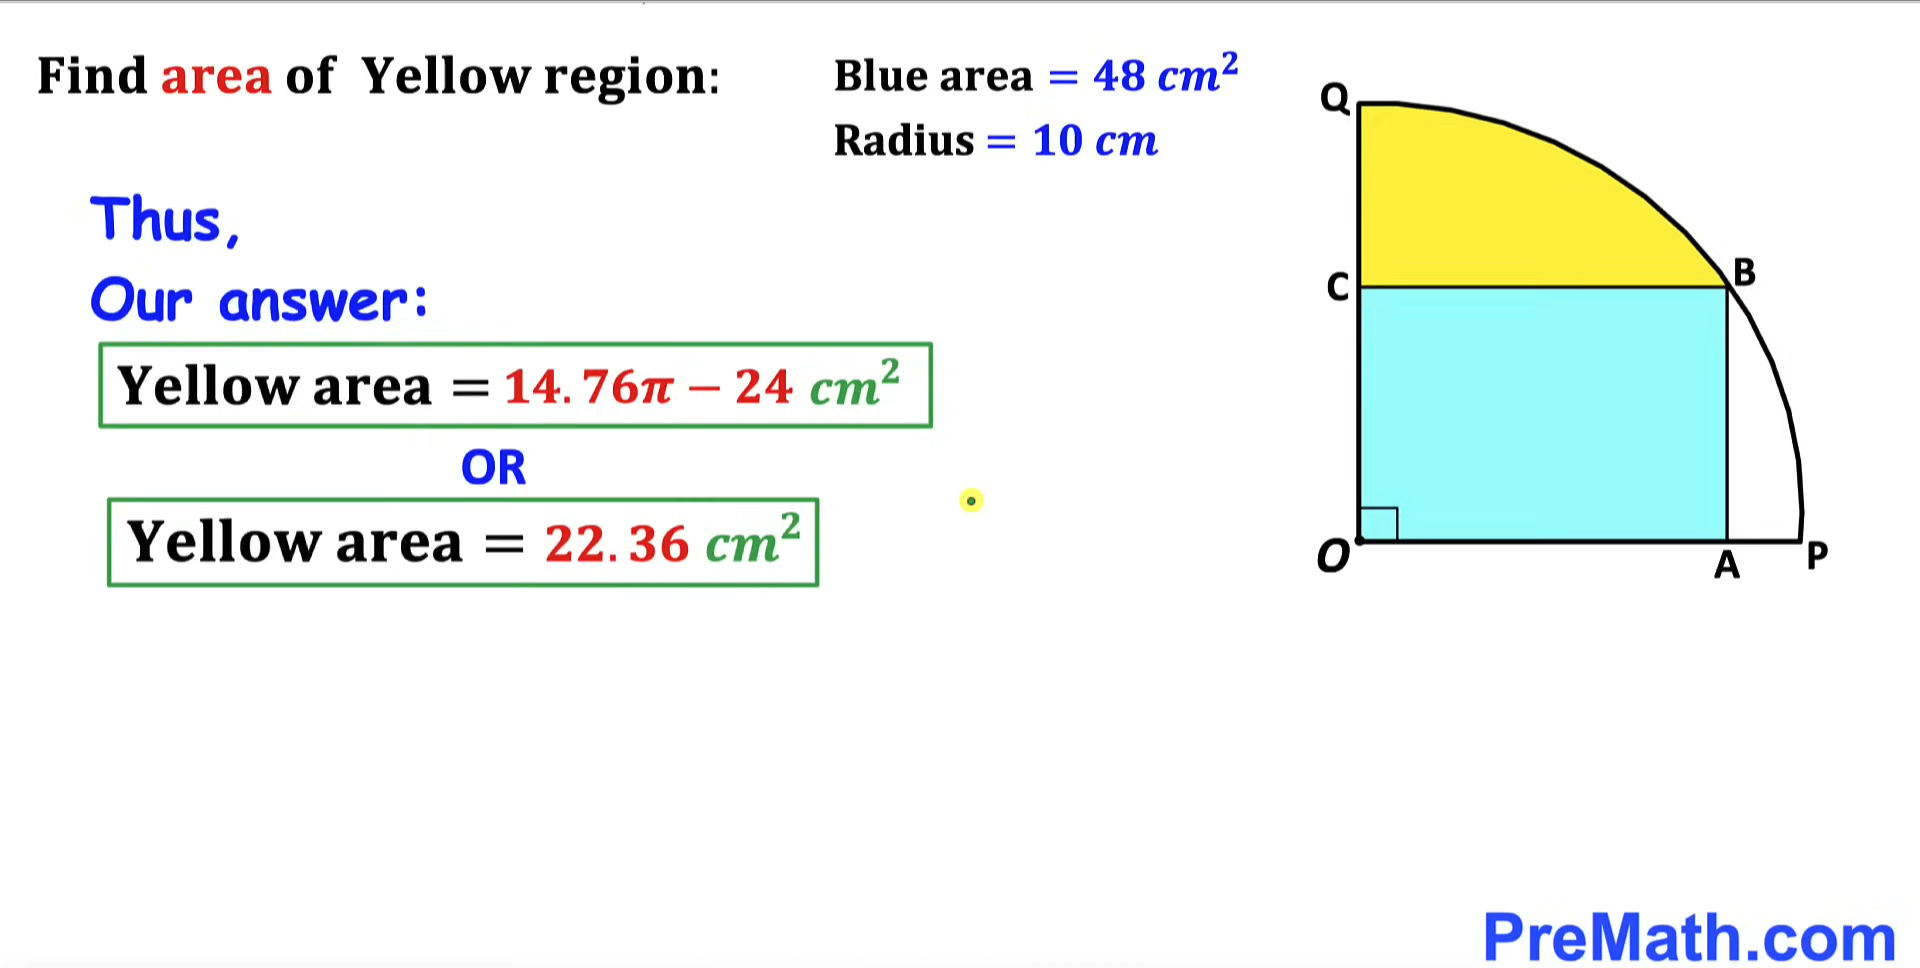 Find area of Yellow region:
Blue area = 48 cm²
Radius = 10 cm
Thus,
Our answer:
Yellow area = 14.76π − 24 cm²
OR
Yellow area = 22.36 cm²
Q
C
B
O
A
P
PreMath.com